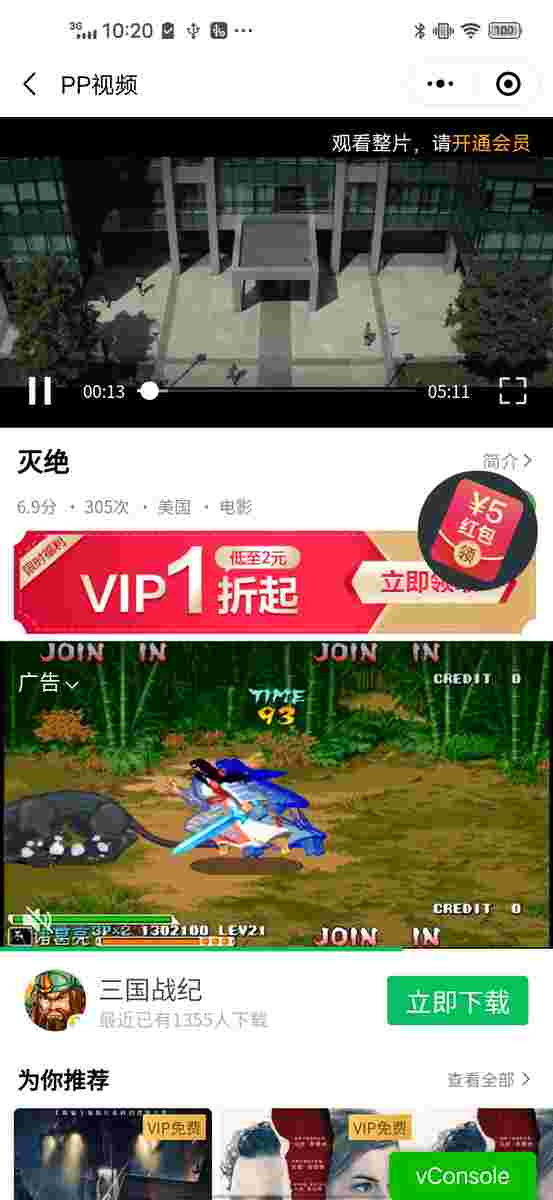 3G 10:20 100
PP视频
观看整片，请开通会员
00:13 05:11
灭绝 简介
6.9分 · 305次 · 美国 · 电影
¥5
红包
领
限时福利
低至2元
VIP1折起
立即领
JOIN IN JOIN IN
CREDIT 0
广告
TIME
93
CREDIT 0
诸葛亮 3P×2 1302100 LEV21
JOIN IN
三国战纪
最近已有1355人下载
立即下载
为你推荐 查看全部
VIP免费 VIP免费
vConsole